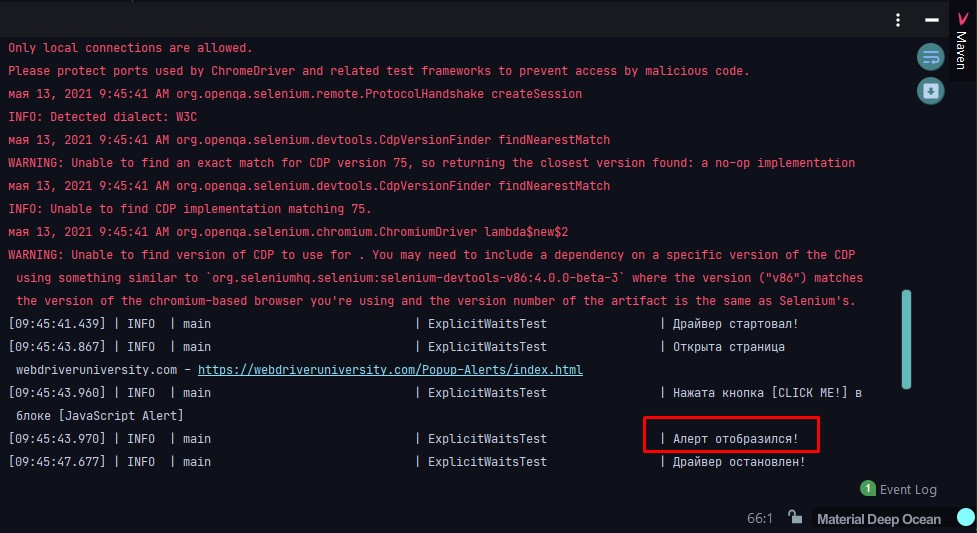 Only local connections are allowed.
Please protect ports used by ChromeDriver and related test frameworks to prevent access by malicious code.
мая 13, 2021 9:45:41 AM org.openqa.selenium.remote.ProtocolHandshake createSession
INFO: Detected dialect: W3C
мая 13, 2021 9:45:41 AM org.openqa.selenium.devtools.CdpVersionFinder findNearestMatch
WARNING: Unable to find an exact match for CDP version 75, so returning the closest version found: a no-op implementation
мая 13, 2021 9:45:41 AM org.openqa.selenium.devtools.CdpVersionFinder findNearestMatch
INFO: Unable to find CDP implementation matching 75.
мая 13, 2021 9:45:41 AM org.openqa.selenium.chromium.ChromiumDriver lambda$new$2
WARNING: Unable to find version of CDP to use for . You may need to include a dependency on a specific version of the CDP
using something similar to `org.seleniumhq.selenium:selenium-devtools-v86:4.0.0-beta-3` where the version ("v86") matches
the version of the chromium-based browser you're using and the version number of the artifact is the same as Selenium's.
[09:45:41.439] | INFO | main | ExplicitWaitsTest | Драйвер стартовал!
[09:45:43.867] | INFO | main | ExplicitWaitsTest | Открыта страница
webdriveruniversity.com – https://webdriveruniversity.com/Popup-Alerts/index.html
[09:45:43.960] | INFO | main | ExplicitWaitsTest | Нажата кнопка [CLICK ME!] в
блоке [JavaScript Alert]
[09:45:43.970] | INFO | main | ExplicitWaitsTest | Алерт отобразился!
[09:45:47.677] | INFO | main | ExplicitWaitsTest | Драйвер остановлен!
Maven
1 Event Log
66:1 Material Deep Ocean